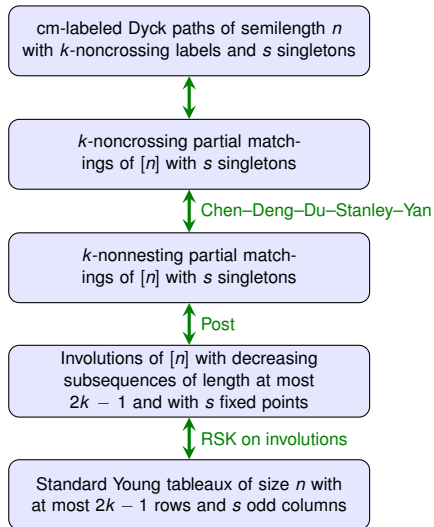 cm-labeled Dyck paths of semilength n
with k-noncrossing labels and s singletons
k-noncrossing partial match-
ings of [n] with s singletons
Chen–Deng–Du–Stanley–Yan
k-nonnesting partial match-
ings of [n] with s singletons
Post
Involutions of [n] with decreasing
subsequences of length at most
2k − 1 and with s fixed points
RSK on involutions
Standard Young tableaux of size n with
at most 2k − 1 rows and s odd columns